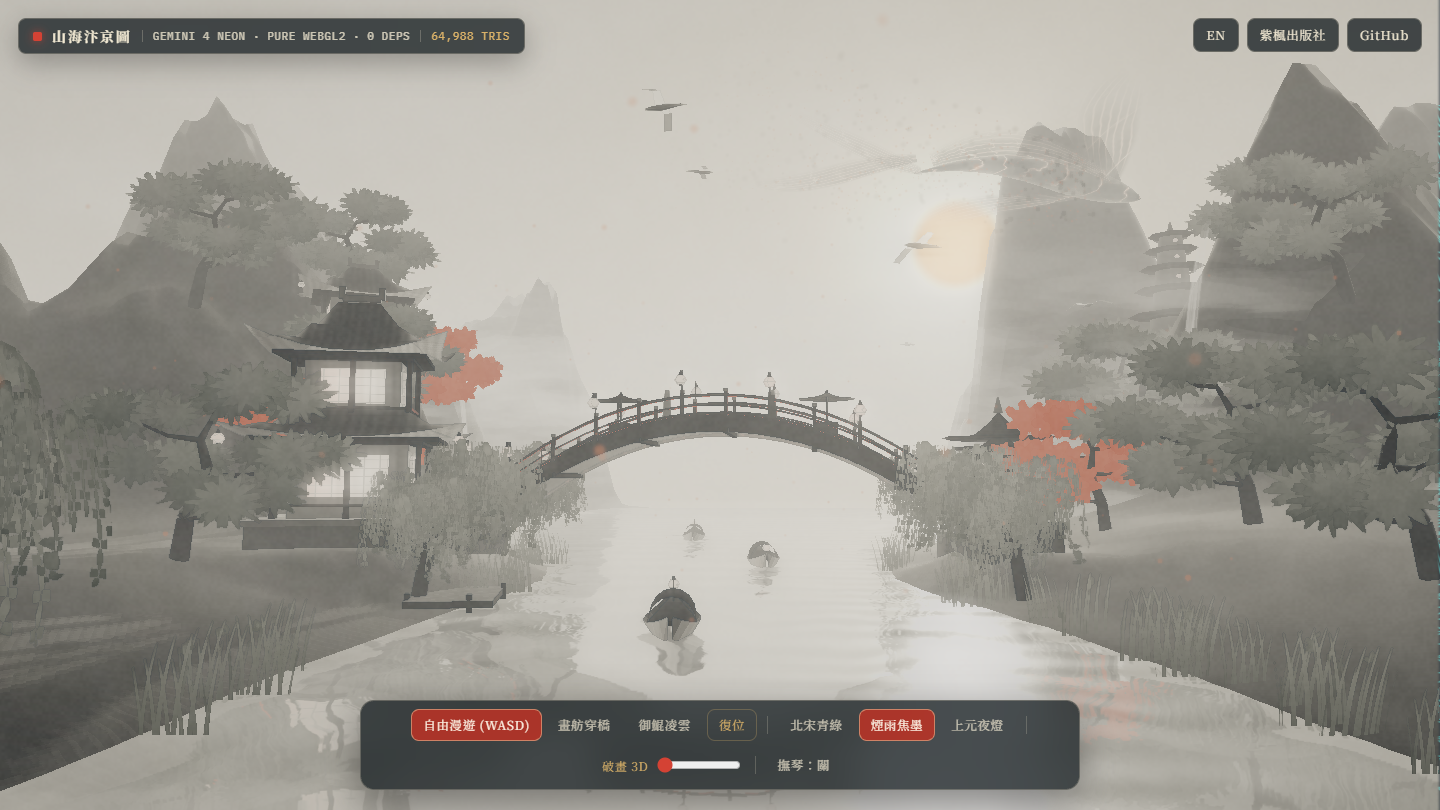 山海汴京圖 GEMINI 4 NEON · PURE WEBGL2 · 0 DEPS 64,988 TRIS
EN 紫楓出版社 GitHub
自由漫遊 (WASD) 畫舫穿橋 御鯤凌雲 復位 北宋青綠 煙雨焦墨 上元夜燈
破畫 3D 撫琴：關